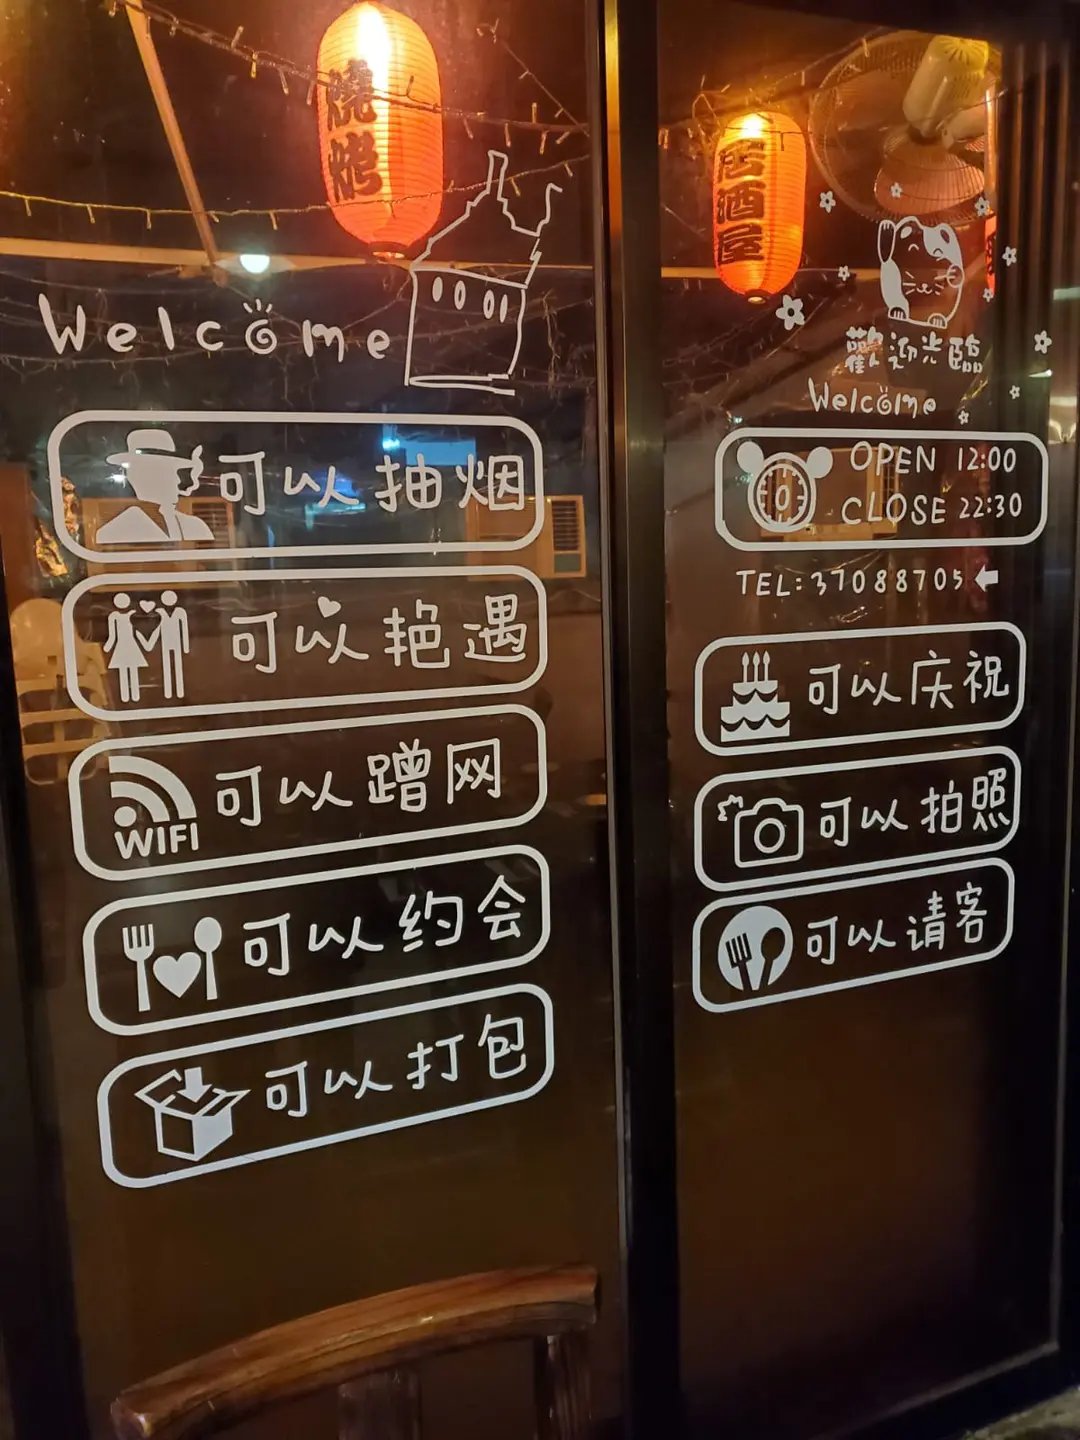 燒烤
居酒屋
Welcome
可以抽烟
可以艳遇
WIFI 可以蹭网
可以约会
可以打包
歡迎光臨
Welcome
OPEN 12:00
CLOSE 22:30
TEL: 37088705
可以庆祝
可以拍照
可以请客